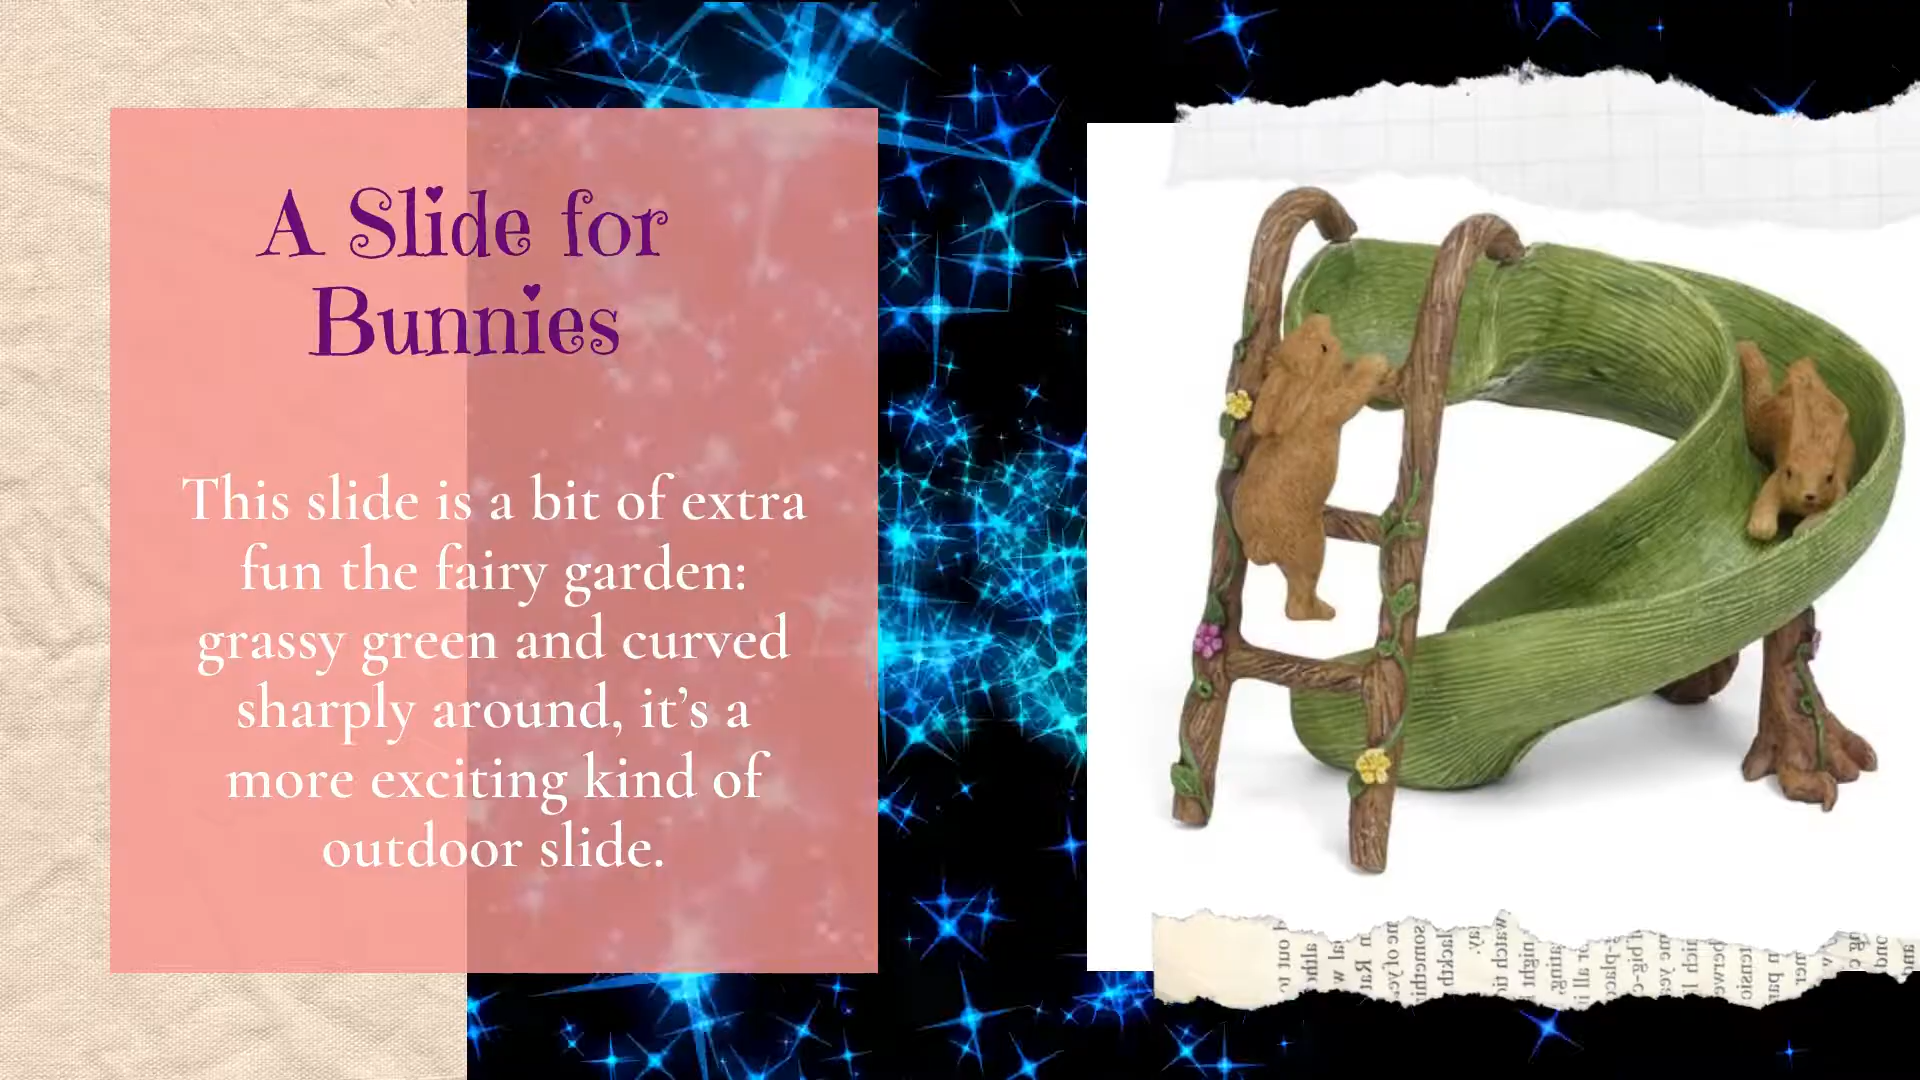 A Slide for
Bunnies
This slide is a bit of extra
fun the fairy garden:
grassy green and curved
sharply around, it’s a
more exciting kind of
outdoor slide.